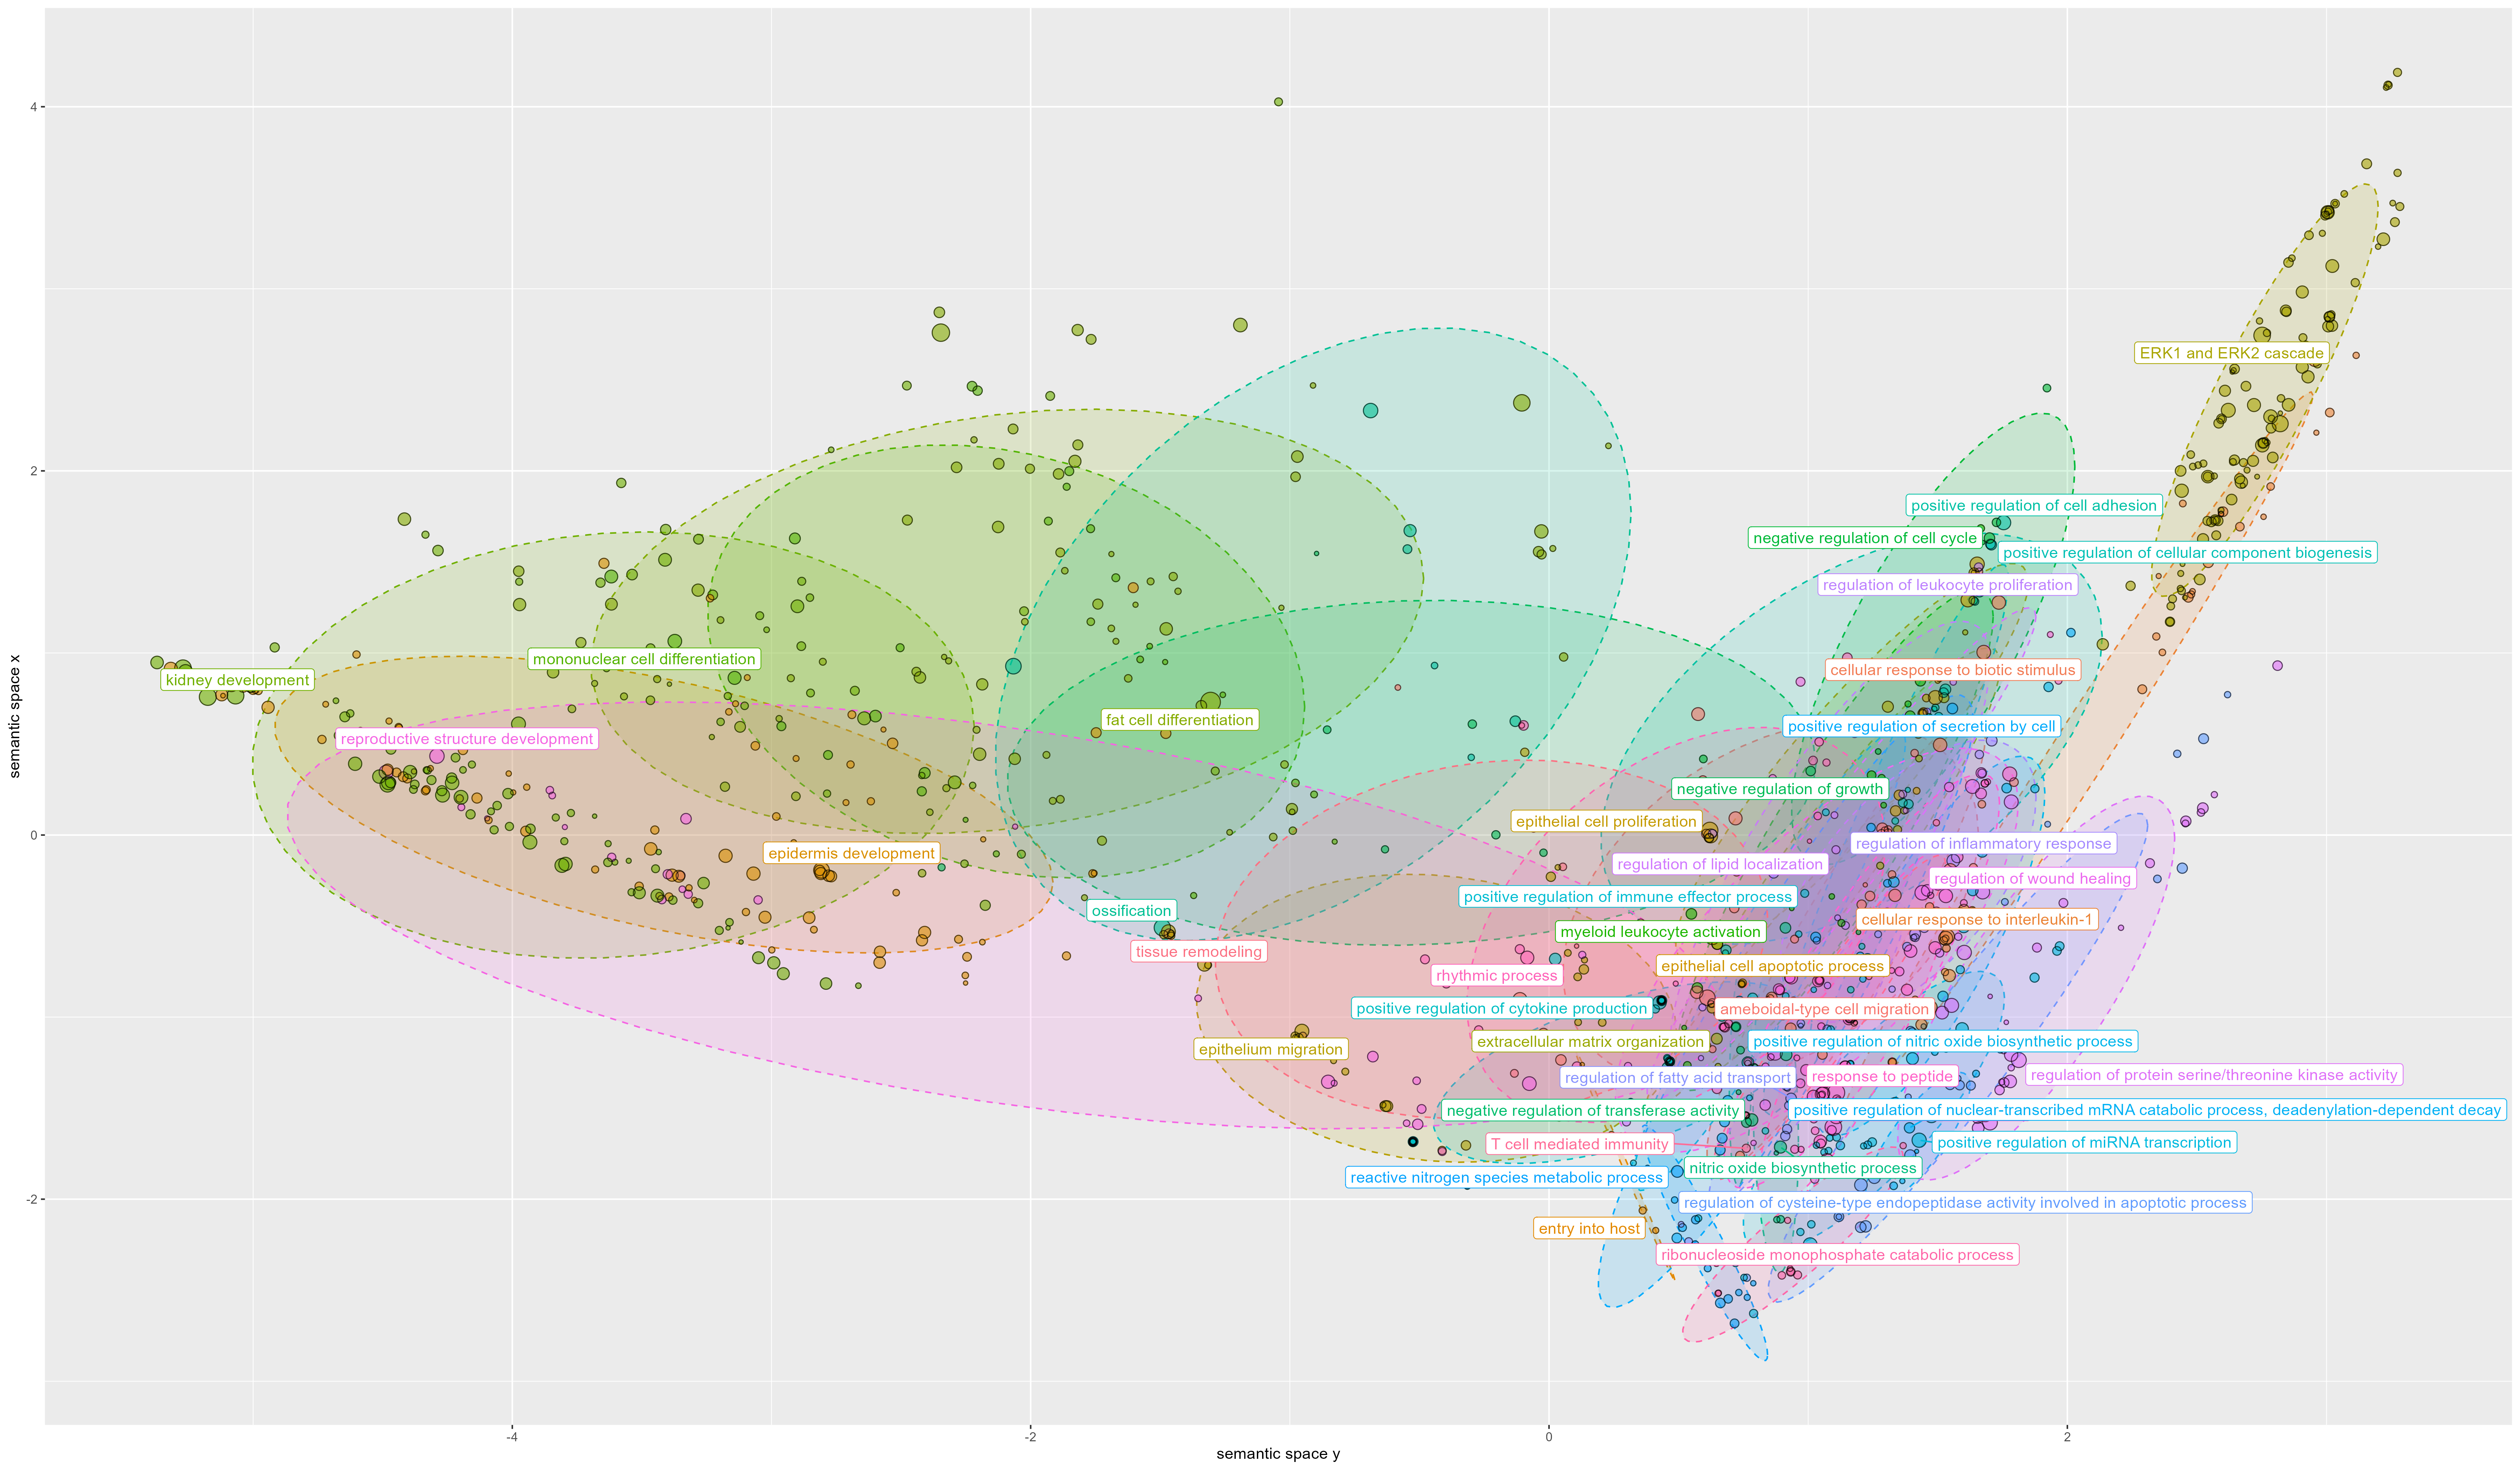 4
ERK1 and ERK2 cascade
2
positive regulation of cell adhesion
negative regulation of cell cycle
positive regulation of cellular component biogenesis
regulation of leukocyte proliferation
mononuclear cell differentiation
cellular response to biotic stimulus
kidney development
fat cell differentiation
positive regulation of secretion by cell
reproductive structure development
semantic space x
negative regulation of growth
epithelial cell proliferation
0
regulation of inflammatory response
epidermis development
regulation of lipid localization
regulation of wound healing
positive regulation of immune effector process
ossification
cellular response to interleukin-1
myeloid leukocyte activation
tissue remodeling
epithelial cell apoptotic process
rhythmic process
positive regulation of cytokine production
ameboidal-type cell migration
extracellular matrix organization
positive regulation of nitric oxide biosynthetic process
epithelium migration
regulation of protein serine/threonine kinase activity
regulation of fatty acid transport
response to peptide
negative regulation of transferase activity
positive regulation of nuclear-transcribed mRNA catabolic process, deadenylation-dependent decay
T cell mediated immunity
positive regulation of miRNA transcription
nitric oxide biosynthetic process
reactive nitrogen species metabolic process
-2
regulation of cysteine-type endopeptidase activity involved in apoptotic process
entry into host
ribonucleoside monophosphate catabolic process
-4
-2
0
2
semantic space y